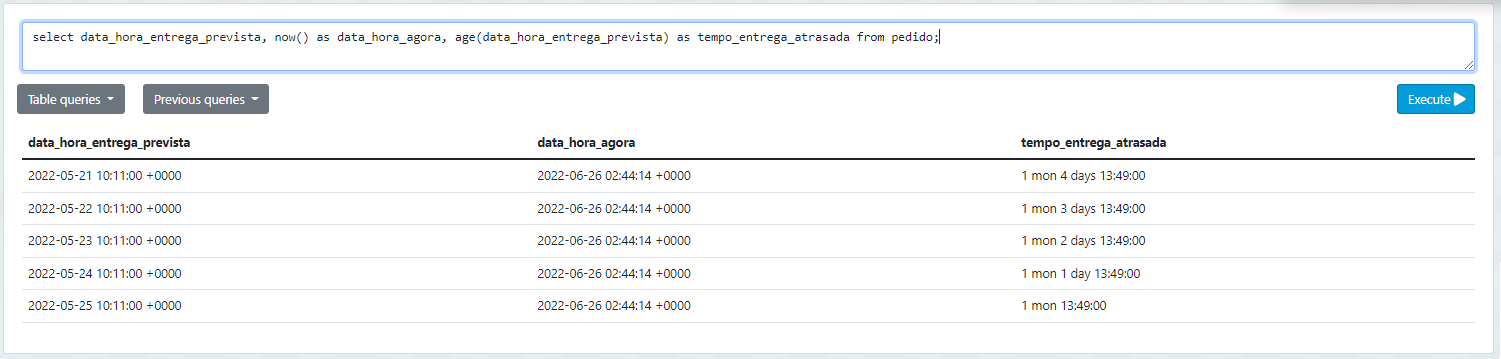 select data_hora_entrega_prevista, now() as data_hora_agora, age(data_hora_entrega_prevista) as tempo_entrega_atrasada from pedido;
Table queries Previous queries Execute
data_hora_entrega_prevista data_hora_agora tempo_entrega_atrasada
2022-05-21 10:11:00 +0000 2022-06-26 02:44:14 +0000 1 mon 4 days 13:49:00
2022-05-22 10:11:00 +0000 2022-06-26 02:44:14 +0000 1 mon 3 days 13:49:00
2022-05-23 10:11:00 +0000 2022-06-26 02:44:14 +0000 1 mon 2 days 13:49:00
2022-05-24 10:11:00 +0000 2022-06-26 02:44:14 +0000 1 mon 1 day 13:49:00
2022-05-25 10:11:00 +0000 2022-06-26 02:44:14 +0000 1 mon 13:49:00